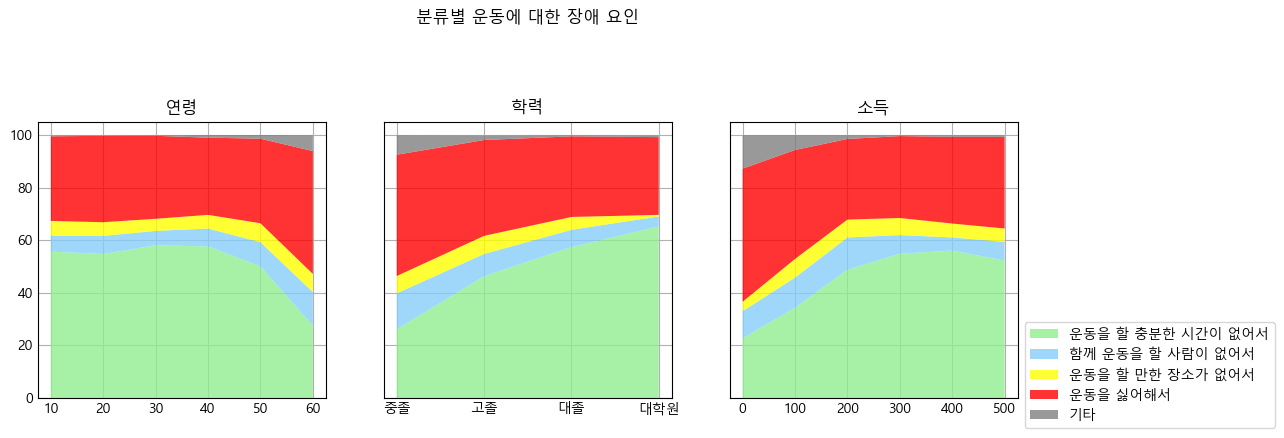 분류별 운동에 대한 장애 요인
연령
학력
소득
100
80
60
40
20
0
10 20 30 40 50 60
중졸 고졸 대졸 대학원
0 100 200 300 400 500
운동을 할 충분한 시간이 없어서
함께 운동을 할 사람이 없어서
운동을 할 만한 장소가 없어서
운동을 싫어해서
기타